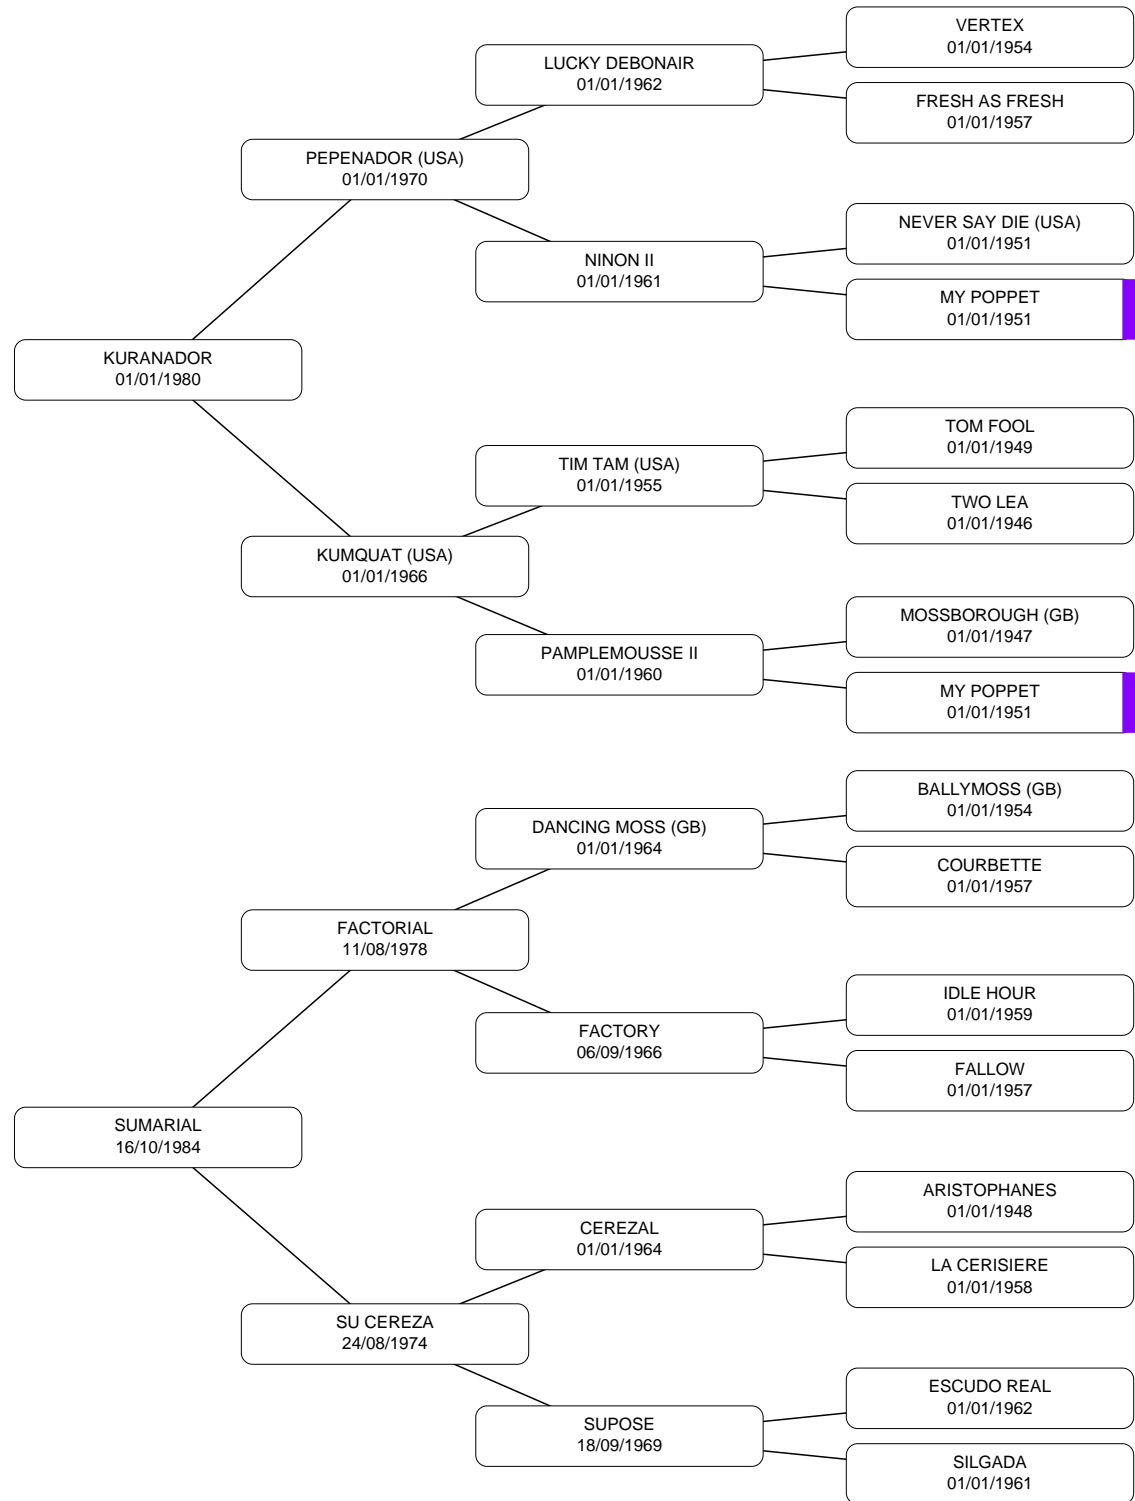 VERTEX
01/01/1954
LUCKY DEBONAIR
01/01/1962
FRESH AS FRESH
01/01/1957
PEPENADOR (USA)
01/01/1970
NEVER SAY DIE (USA)
01/01/1951
NINON II
01/01/1961
MY POPPET
01/01/1951
KURANADOR
01/01/1980
TOM FOOL
01/01/1949
TIM TAM (USA)
01/01/1955
TWO LEA
01/01/1946
KUMQUAT (USA)
01/01/1966
MOSSBOROUGH (GB)
01/01/1947
PAMPLEMOUSSE II
01/01/1960
MY POPPET
01/01/1951
BALLYMOSS (GB)
01/01/1954
DANCING MOSS (GB)
01/01/1964
COURBETTE
01/01/1957
FACTORIAL
11/08/1978
IDLE HOUR
01/01/1959
FACTORY
06/09/1966
FALLOW
01/01/1957
SUMARIAL
16/10/1984
ARISTOPHANES
01/01/1948
CEREZAL
01/01/1964
LA CERISIERE
01/01/1958
SU CEREZA
24/08/1974
ESCUDO REAL
01/01/1962
SUPOSE
18/09/1969
SILGADA
01/01/1961